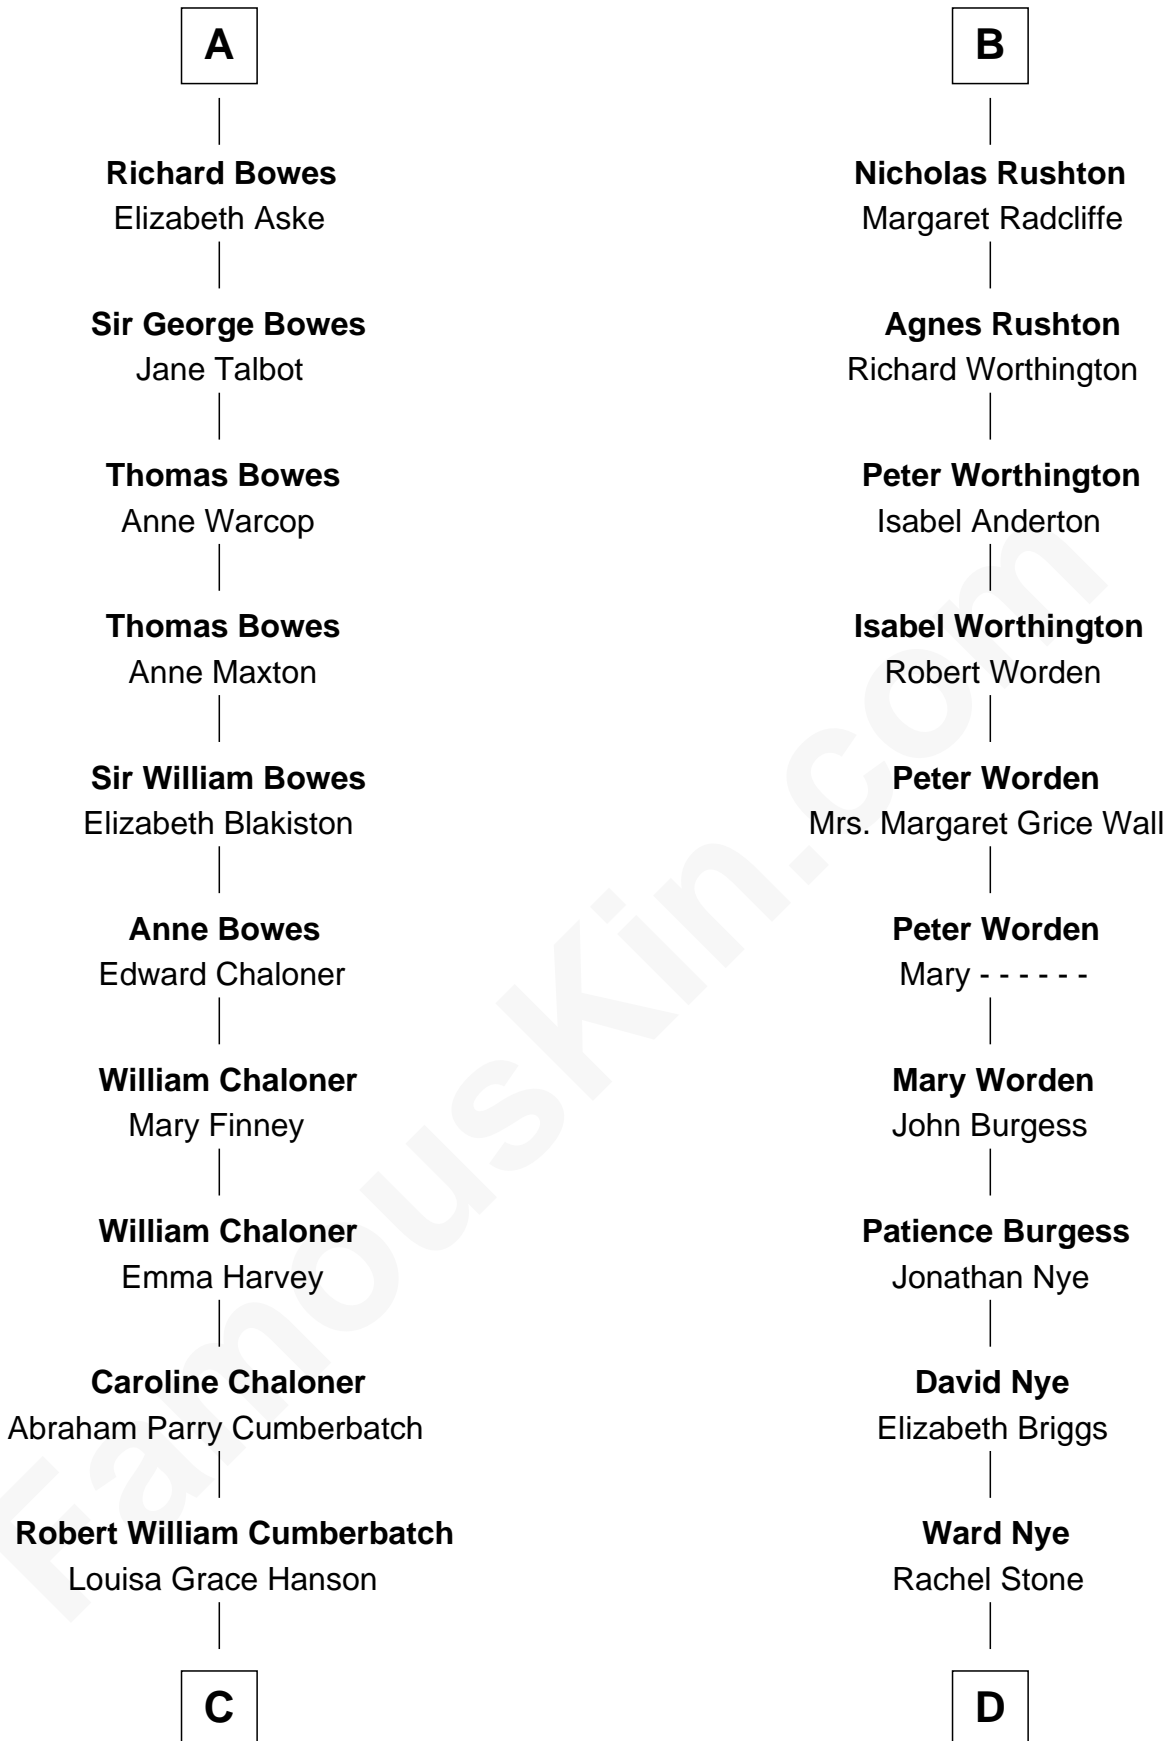 A
Richard Bowes
Elizabeth Aske
Sir George Bowes
Jane Talbot
Thomas Bowes
Anne Warcop
Thomas Bowes
Anne Maxton
Sir William Bowes
Elizabeth Blakiston
Anne Bowes
Edward Chaloner
William Chaloner
Mary Finney
William Chaloner
Emma Harvey
Caroline Chaloner
Abraham Parry Cumberbatch
Robert William Cumberbatch
Louisa Grace Hanson
C
B
Nicholas Rushton
Margaret Radcliffe
Agnes Rushton
Richard Worthington
Peter Worthington
Isabel Anderton
Isabel Worthington
Robert Worden
Peter Worden
Mrs. Margaret Grice Wall
Peter Worden
Mary - - - - - -
Mary Worden
John Burgess
Patience Burgess
Jonathan Nye
David Nye
Elizabeth Briggs
Ward Nye
Rachel Stone
D
FamousKin.com